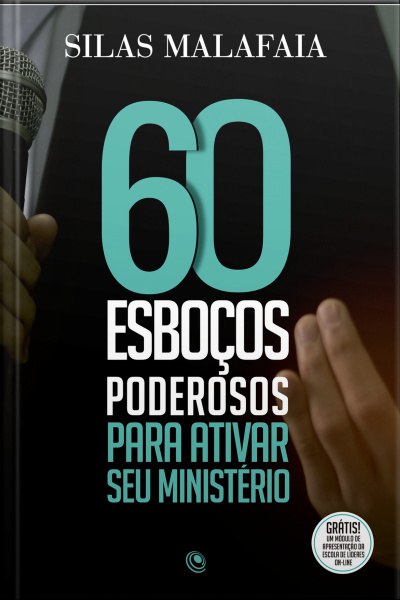 SILAS MALAFAIA
60
ESBOÇOS
PODEROSOS
PARA ATIVAR
SEU MINISTÉRIO
GRÁTIS!
UM MÓDULO DE
APRESENTAÇÃO DA
ESCOLA DE LÍDERES
ON-LINE